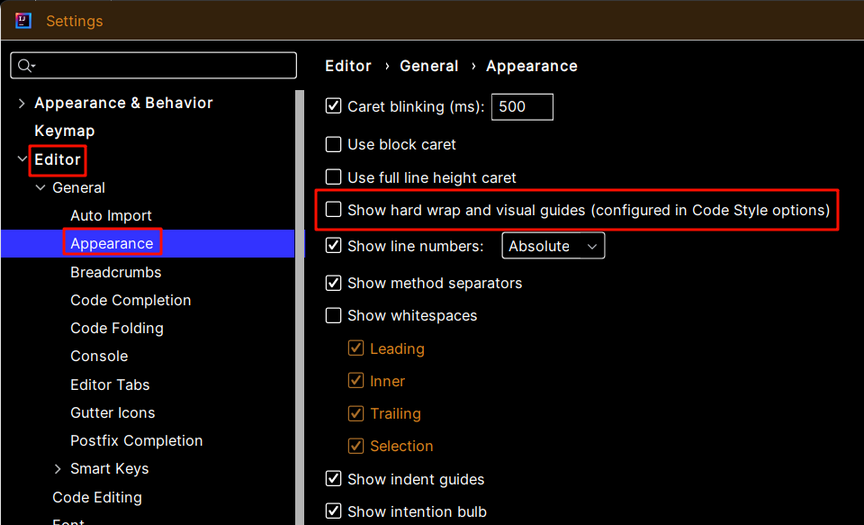 Settings
Appearance & Behavior
Keymap
Editor
General
Auto Import
Appearance
Breadcrumbs
Code Completion
Code Folding
Console
Editor Tabs
Gutter Icons
Postfix Completion
Smart Keys
Code Editing
Font
Editor › General › Appearance
Caret blinking (ms): 500
Use block caret
Use full line height caret
Show hard wrap and visual guides (configured in Code Style options)
Show line numbers: Absolute
Show method separators
Show whitespaces
Leading
Inner
Trailing
Selection
Show indent guides
Show intention bulb